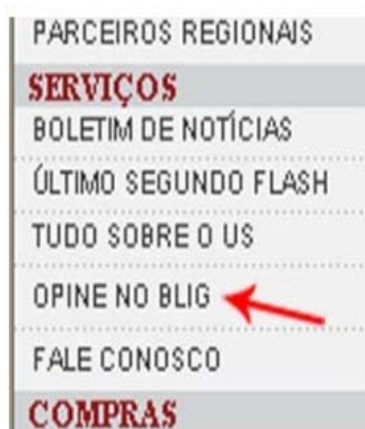 PARCEIROS REGIONAIS
SERVIÇOS
BOLETIM DE NOTÍCIAS
ÚLTIMO SEGUNDO FLASH
TUDO SOBRE O US
OPINE NO BLIG
FALE CONOSCO
COMPRAS